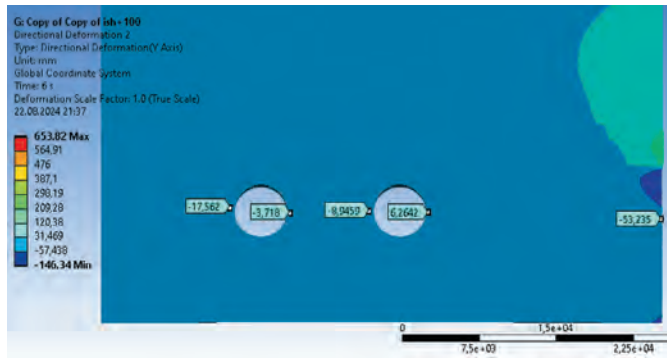 G: Copy of Copy of ish+100
Directional Deformation 2
Type: Directional Deformation(Y Axis)
Unit: mm
Global Coordinate System
Time: 6 s
Deformation Scale Factor: 1.0 (True Scale)
22.08.2024 21:37
653.82 Max
564,91
476
387,1
298,19
209,28
120,38
31,469
-57,438
-146,34 Min
-17,562
-3,718
-8,9459
6,2642
-53,235
0
1,5e+04
7,5e+03
2,25e+04